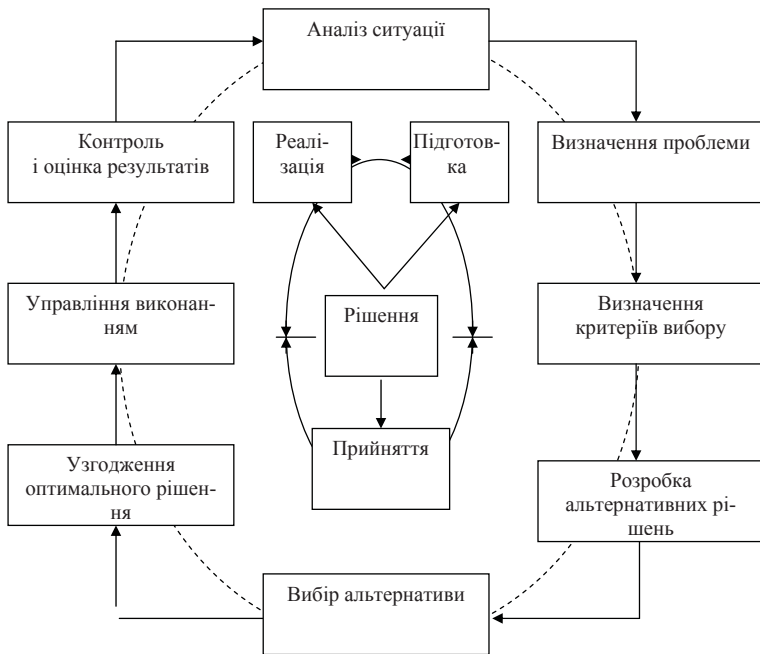 Аналіз ситуації
Контроль
і оцінка результатів
Реалі-
зація
Підготов-
ка
Визначення проблеми
Управління виконан-
ням
Рішення
Визначення
критеріїв вибору
Узгодження
оптимального рішен-
ня
Прийняття
Розробка
альтернативних рі-
шень
Вибір альтернативи